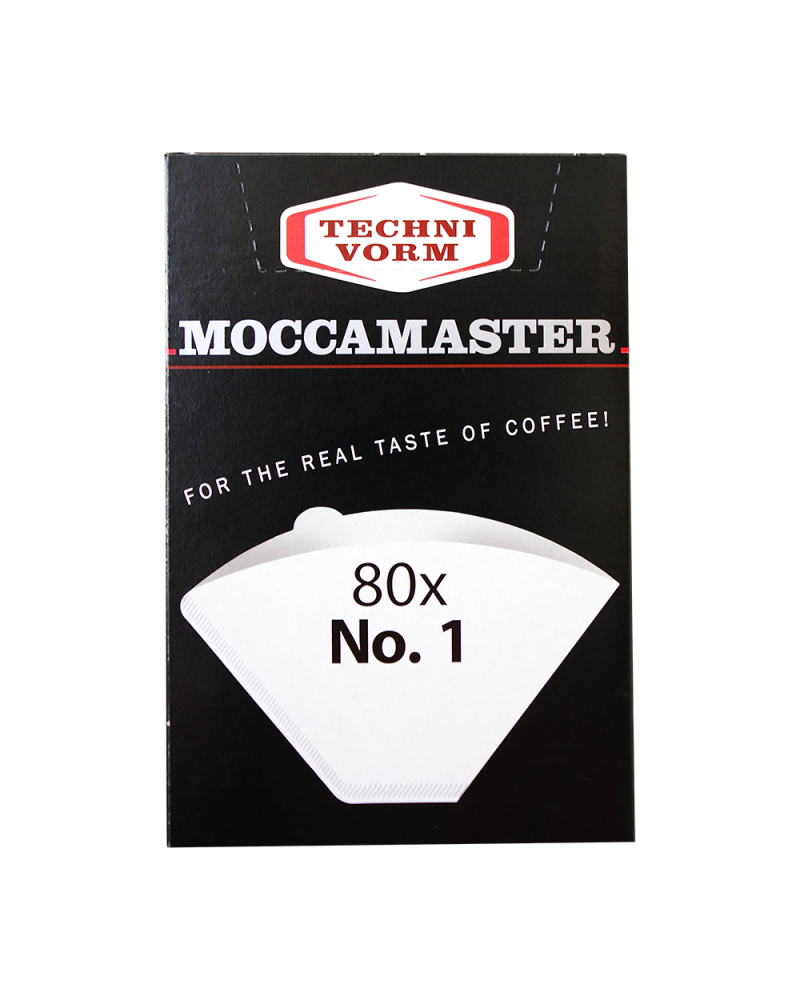 TECHNI
VORM
MOCCAMASTER
FOR THE REAL TASTE OF COFFEE!
80x
No. 1